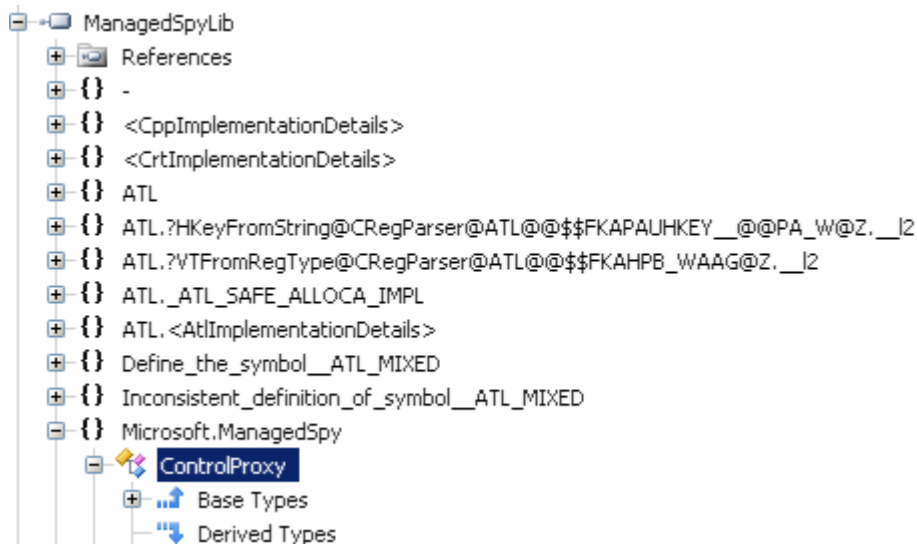 ManagedSpyLib
References
{} -
{} <CppImplementationDetails>
{} <CrtImplementationDetails>
{} ATL
{} ATL.?HKeyFromString@CRegParser@ATL@@$$FKAPAUHKEY__@@PA_W@Z.__l2
{} ATL.?VTFromRegType@CRegParser@ATL@@$$FKAHPB_WAAG@Z.__l2
{} ATL._ATL_SAFE_ALLOCA_IMPL
{} ATL.<AtlImplementationDetails>
{} Define_the_symbol__ATL_MIXED
{} Inconsistent_definition_of_symbol__ATL_MIXED
{} Microsoft.ManagedSpy
ControlProxy
Base Types
Derived Types